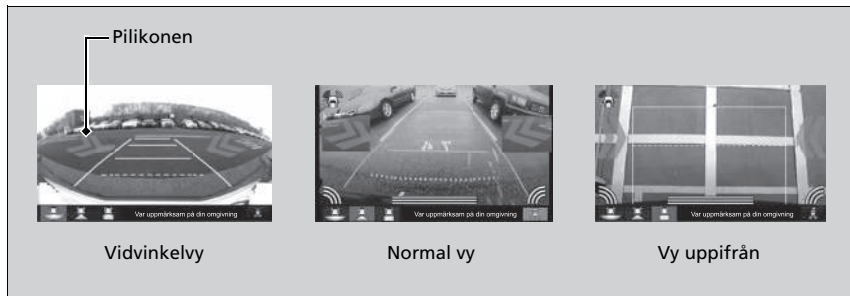 Pilikonen
Var uppmärksam på din omgivning
Var uppmärksam på din omgivning
Var uppmärksam på din omgivning
Vidvinkelvy
Normal vy
Vy uppifrån